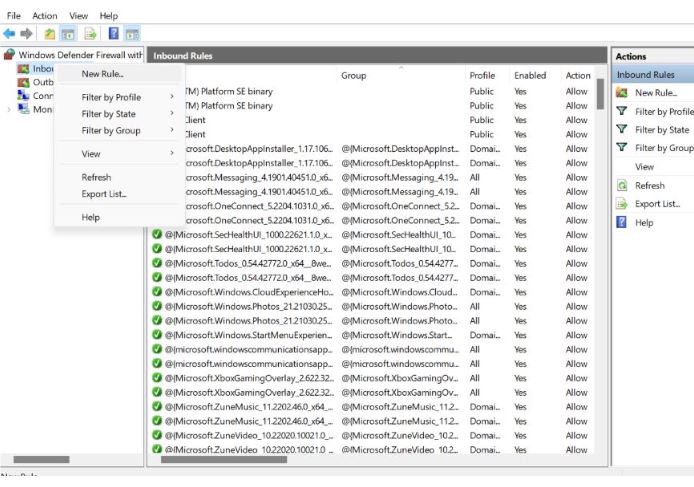 File Action View Help
Windows Defender Firewall with
Inbou
Outb
Conn
Moni
New Rule...
Filter by Profile
Filter by State
Filter by Group
View
Refresh
Export List...
Help
Inbound Rules
Group Profile Enabled Action
TM) Platform SE binary Public Yes Allow
TM) Platform SE binary Public Yes Allow
Client Public Yes Allow
Client Public Yes Allow
crosoft.DesktopAppInstaller_1.17.106... @{Microsoft.DesktopAppInst... Domai... Yes Allow
crosoft.DesktopAppInstaller_1.17.106... @{Microsoft.DesktopAppInst... Domai... Yes Allow
crosoft.Messaging_4.1901.40451.0_x6... @{Microsoft.Messaging_4.19... All Yes Allow
crosoft.Messaging_4.1901.40451.0_x6... @{Microsoft.Messaging_4.19... All Yes Allow
crosoft.OneConnect_5.2204.1031.0_x6... @{Microsoft.OneConnect_5.2... Domai... Yes Allow
crosoft.OneConnect_5.2204.1031.0_x6... @{Microsoft.OneConnect_5.2... Domai... Yes Allow
@{Microsoft.SecHealthUI_1000.22621.1.0_x... @{Microsoft.SecHealthUI_10... Domai... Yes Allow
@{Microsoft.SecHealthUI_1000.22621.1.0_x... @{Microsoft.SecHealthUI_10... Domai... Yes Allow
@{Microsoft.Todos_0.54.42772.0_x64__8we... @{Microsoft.Todos_0.54.4277... Domai... Yes Allow
@{Microsoft.Todos_0.54.42772.0_x64__8we... @{Microsoft.Todos_0.54.4277... Domai... Yes Allow
@{Microsoft.Windows.CloudExperienceHo... @{Microsoft.Windows.Cloud... Domai... Yes Allow
@{Microsoft.Windows.Photos_21.21030.25... @{Microsoft.Windows.Photo... All Yes Allow
@{Microsoft.Windows.Photos_21.21030.25... @{Microsoft.Windows.Photo... All Yes Allow
@{Microsoft.Windows.StartMenuExperien... @{Microsoft.Windows.Start... Domai... Yes Allow
@{microsoft.windowscommunicationsapp... @{microsoft.windowscommu... All Yes Allow
@{microsoft.windowscommunicationsapp... @{microsoft.windowscommu... All Yes Allow
@{Microsoft.XboxGamingOverlay_2.622.32... @{Microsoft.XboxGamingOv... All Yes Allow
@{Microsoft.XboxGamingOverlay_2.622.32... @{Microsoft.XboxGamingOv... All Yes Allow
@{Microsoft.ZuneMusic_11.2202.46.0_x64_... @{Microsoft.ZuneMusic_11.2... Domai... Yes Allow
@{Microsoft.ZuneMusic_11.2202.46.0_x64_... @{Microsoft.ZuneMusic_11.2... Domai... Yes Allow
@{Microsoft.ZuneVideo_10.22020.10021.0_... @{Microsoft.ZuneVideo_10.2... Domai... Yes Allow
@{Microsoft.ZuneVideo_10.22020.10021.0_... @{Microsoft.ZuneVideo_10.2... Domai... Yes Allow
Actions
Inbound Rules
New Rule...
Filter by Profile
Filter by State
Filter by Group
View
Refresh
Export List...
Help